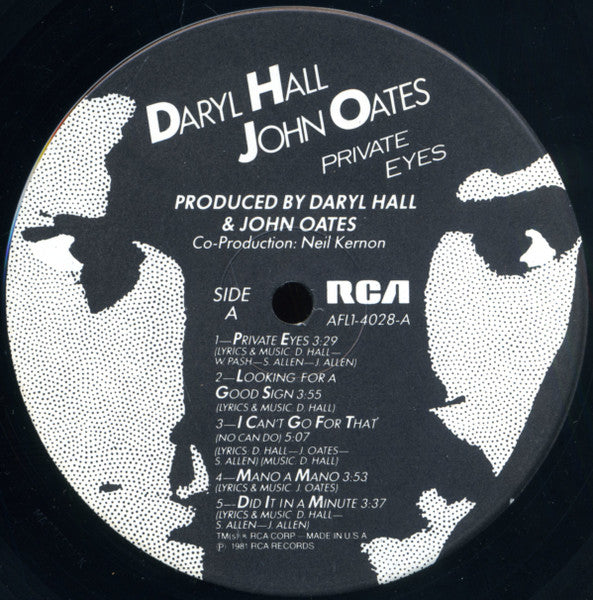 DARYL HALL
JOHN OATES
PRIVATE
EYES
PRODUCED BY DARYL HALL
& JOHN OATES
Co-Production: Neil Kernon
SIDE
A
RCA
AFL1-4028-A
1—PRIVATE EYES 3:29
(LYRICS & MUSIC: D. HALL—
W. PASH—S. ALLEN—J. ALLEN)
2—LOOKING FOR A
GOOD SIGN 3:55
(LYRICS & MUSIC: D. HALL)
3—I CAN'T GO FOR THAT
(NO CAN DO) 5:07
(LYRICS: D. HALL—J. OATES—
S. ALLEN) (MUSIC: D. HALL)
4—MANO A MANO 3:53
(LYRICS & MUSIC: J. OATES)
5—DID IT IN A MINUTE 3:37
(LYRICS & MUSIC: D. HALL—
S. ALLEN—J. ALLEN)
TM(s) ® RCA CORP.—MADE IN U.S.A.
℗ 1981 RCA RECORDS